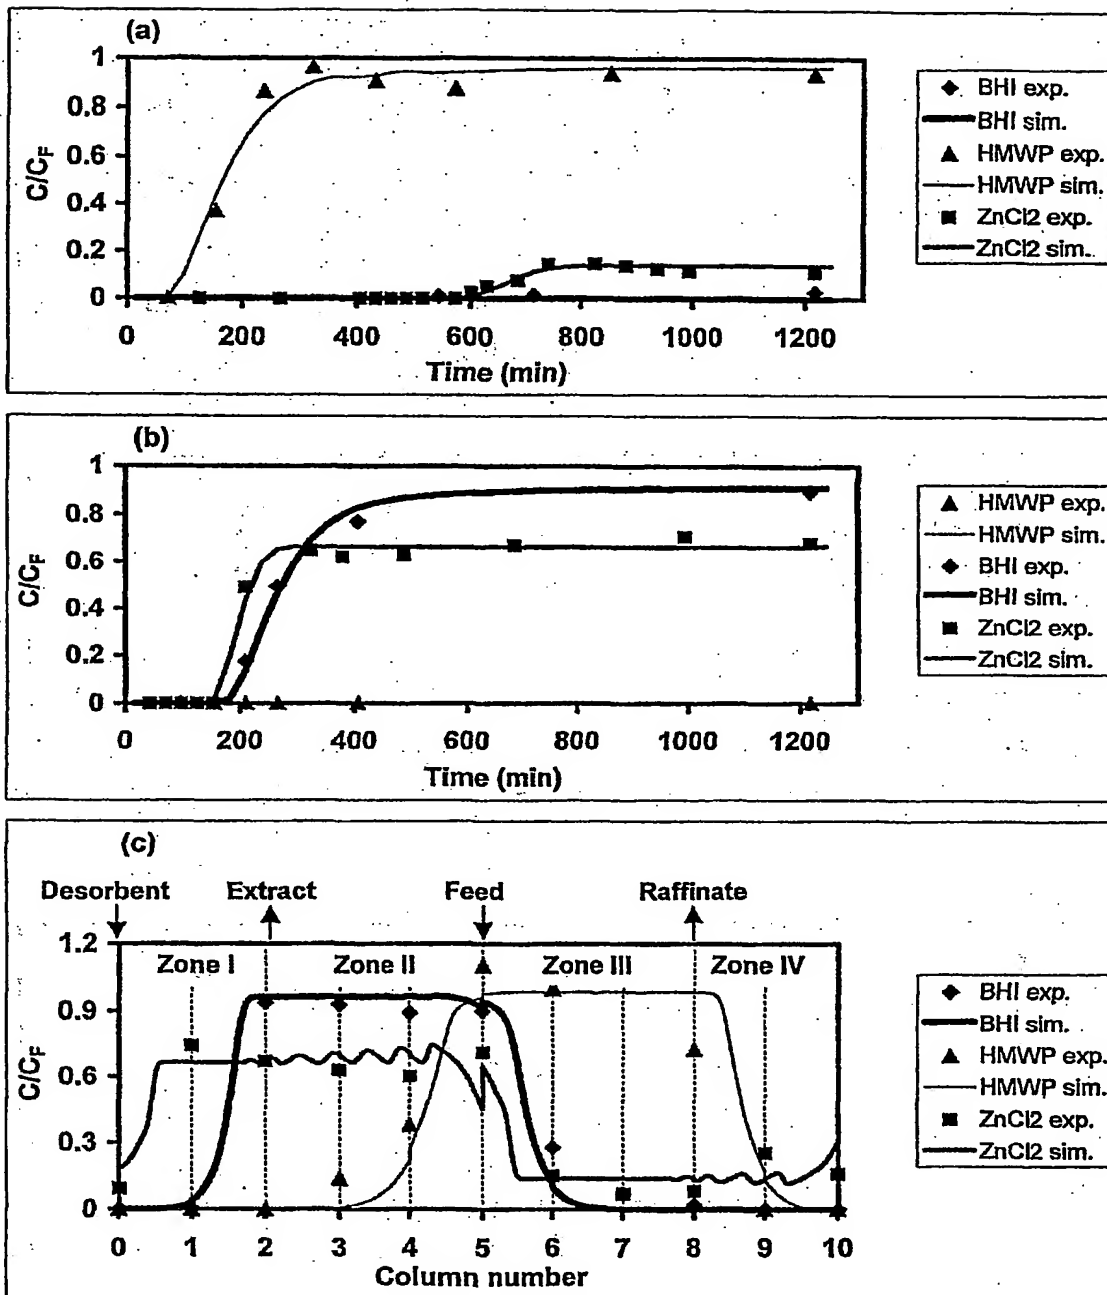 (a)
1
0.8
0.6
0.4
0.2
0
C/CF
0 200 400 600 800 1000 1200
Time (min)
BHI exp.
BHI sim.
HMWP exp.
HMWP sim.
ZnCl2 exp.
ZnCl2 sim.
(b)
1
0.8
0.6
0.4
0.2
0
C/CF
0 200 400 600 800 1000 1200
Time (min)
HMWP exp.
HMWP sim.
BHI exp.
BHI sim.
ZnCl2 exp.
ZnCl2 sim.
(c)
Desorbent Extract Feed Raffinate
1.2
0.9
0.6
0.3
0
C/CF
Zone I Zone II Zone III Zone IV
0 1 2 3 4 5 6 7 8 9 10
Column number
BHI exp.
BHI sim.
HMWP exp.
HMWP sim.
ZnCl2 exp.
ZnCl2 sim.